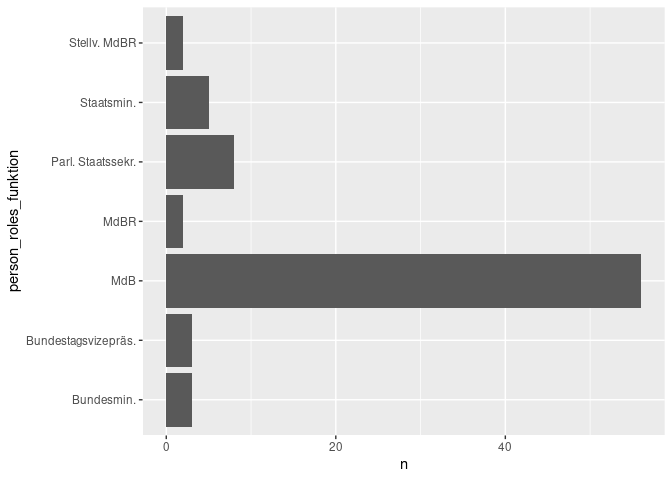 Stellv. MdBR
Staatsmin.
Parl. Staatssekr.
MdBR
MdB
Bundestagsvizepräs.
Bundesmin.
person_roles_funktion
0 20 40
n